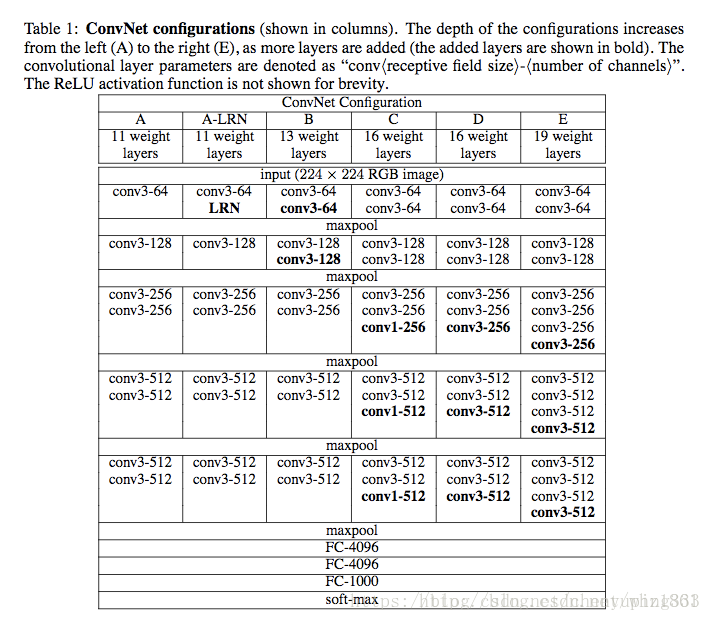 Table 1: ConvNet configurations (shown in columns). The depth of the configurations increases
from the left (A) to the right (E), as more layers are added (the added layers are shown in bold). The
convolutional layer parameters are denoted as “conv⟨receptive field size⟩-⟨number of channels⟩”.
The ReLU activation function is not shown for brevity.
ConvNet Configuration
A A-LRN B C D E
11 weight 11 weight 13 weight 16 weight 16 weight 19 weight
layers layers layers layers layers layers
input (224 × 224 RGB image)
conv3-64 conv3-64 conv3-64 conv3-64 conv3-64 conv3-64
LRN conv3-64 conv3-64 conv3-64 conv3-64
maxpool
conv3-128 conv3-128 conv3-128 conv3-128 conv3-128 conv3-128
conv3-128 conv3-128 conv3-128 conv3-128
maxpool
conv3-256 conv3-256 conv3-256 conv3-256 conv3-256 conv3-256
conv3-256 conv3-256 conv3-256 conv3-256 conv3-256 conv3-256
conv1-256 conv3-256 conv3-256
conv3-256
maxpool
conv3-512 conv3-512 conv3-512 conv3-512 conv3-512 conv3-512
conv3-512 conv3-512 conv3-512 conv3-512 conv3-512 conv3-512
conv1-512 conv3-512 conv3-512
conv3-512
maxpool
conv3-512 conv3-512 conv3-512 conv3-512 conv3-512 conv3-512
conv3-512 conv3-512 conv3-512 conv3-512 conv3-512 conv3-512
conv1-512 conv3-512 conv3-512
conv3-512
maxpool
FC-4096
FC-4096
FC-1000
soft-max